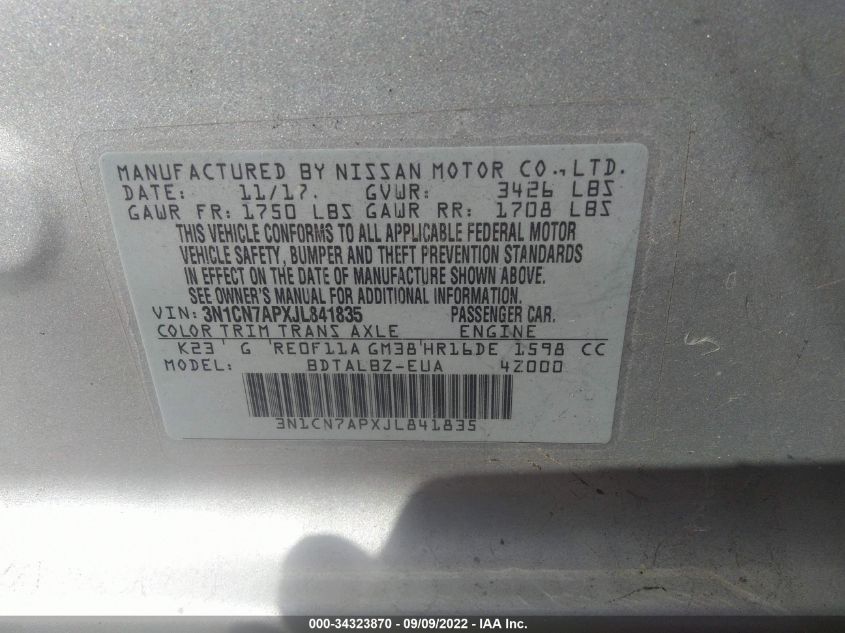 MANUFACTURED BY NISSAN MOTOR CO., LTD.
DATE: 11/17. GVWR: 3426 LBS
GAWR FR: 1750 LBS GAWR RR: 1708 LBS
THIS VEHICLE CONFORMS TO ALL APPLICABLE FEDERAL MOTOR
VEHICLE SAFETY, BUMPER AND THEFT PREVENTION STANDARDS
IN EFFECT ON THE DATE OF MANUFACTURE SHOWN ABOVE.
SEE OWNER'S MANUAL FOR ADDITIONAL INFORMATION.
VIN: 3N1CN7APXJL841835 PASSENGER CAR.
COLOR TRIM TRANS AXLE ENGINE
K23 G RE0F11A GM38 HR16DE 1598 CC
MODEL: BDTALBZ-EUA 4Z000
3N1CN7APXJL841835
000-34323870 - 09/09/2022 - IAA Inc.